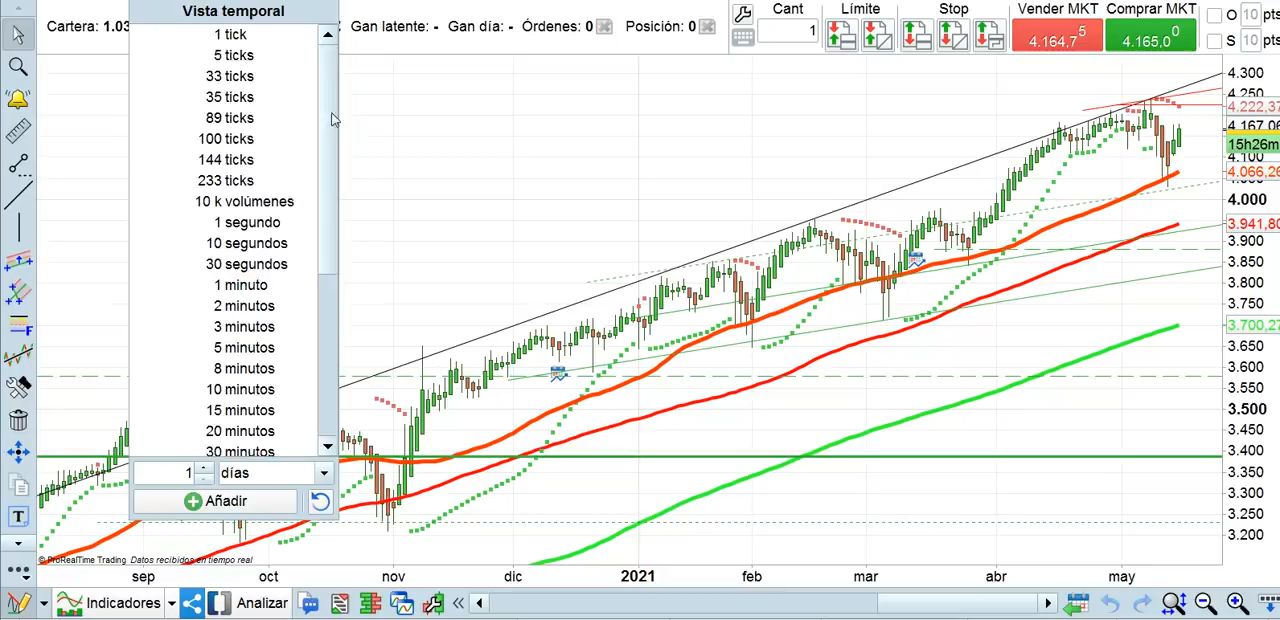 Vista temporal
Cartera: 1.03
Gan latente: - Gan día: - Órdenes: 0 Posición: 0
Cant
1
Límite
Stop
Vender MKT
4.164,7 5
Comprar MKT
4.165,0 0
O 10 pts
S 10 pts
1 tick
5 ticks
33 ticks
35 ticks
89 ticks
100 ticks
144 ticks
233 ticks
10 k volúmenes
1 segundo
10 segundos
30 segundos
1 minuto
2 minutos
3 minutos
5 minutos
8 minutos
10 minutos
15 minutos
20 minutos
30 minutos
1 días
Añadir
4.300
4.250
4.222,37
4.167,06
15h26m
4.100
4.066,26
4.000
3.941,80
3.900
3.850
3.800
3.750
3.700,27
3.650
3.600
3.550
3.500
3.450
3.400
3.350
3.300
3.250
3.200
F
T
© ProRealTime Trading Datos recibidos en tiempo real
sep oct nov dic 2021 feb mar abr may
Indicadores
Analizar